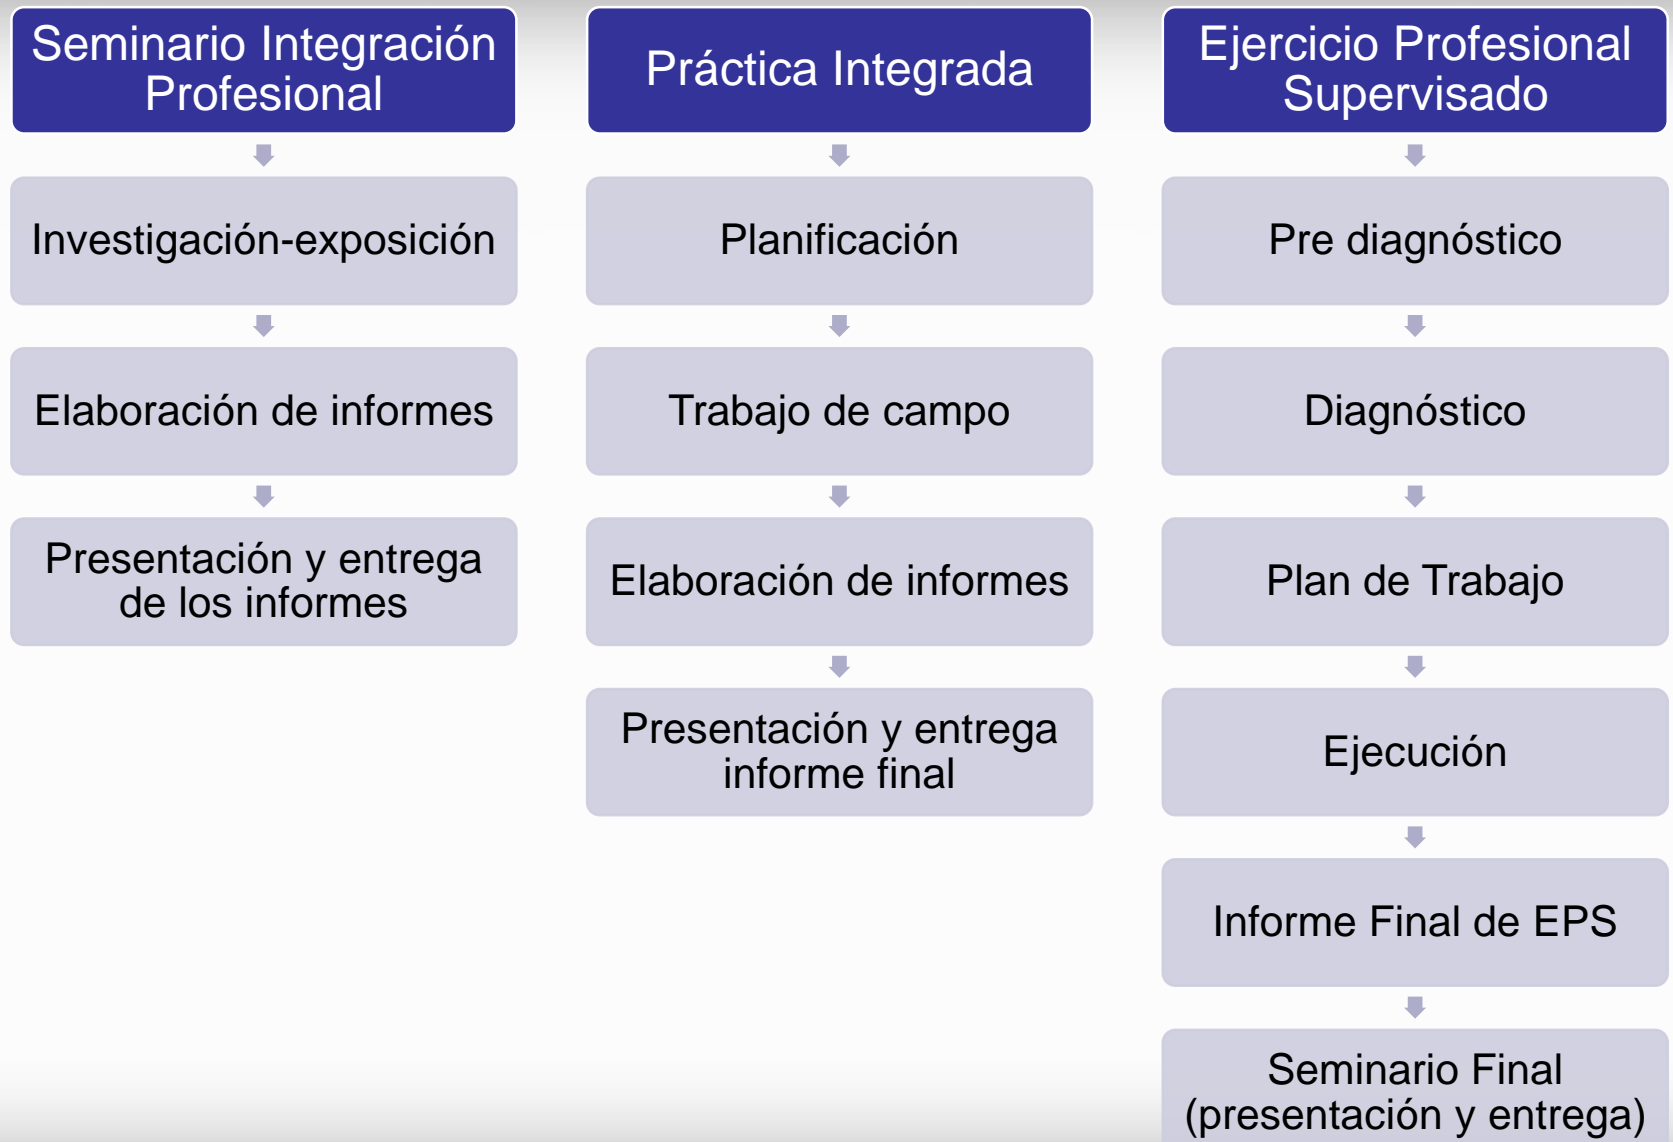 Seminario Integración
Profesional
Investigación-exposición
Elaboración de informes
Presentación y entrega
de los informes
Práctica Integrada
Planificación
Trabajo de campo
Elaboración de informes
Presentación y entrega
informe final
Ejercicio Profesional
Supervisado
Pre diagnóstico
Diagnóstico
Plan de Trabajo
Ejecución
Informe Final de EPS
Seminario Final
(presentación y entrega)